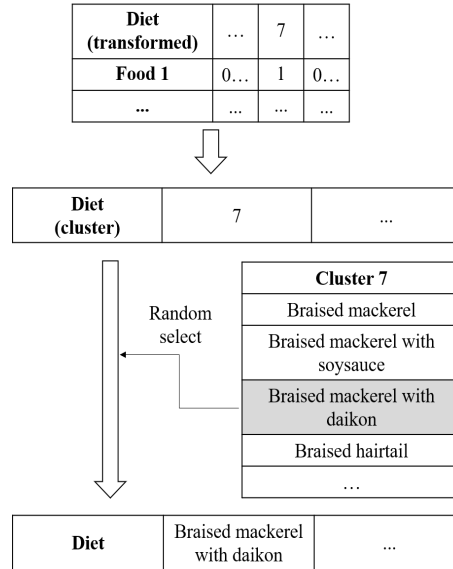 Diet
(transformed)
...
7
...
Food 1
0...
1
0...
...
...
...
...
Diet
(cluster)
7
...
Cluster 7
Braised mackerel
Random
select
Braised mackerel with
soysauce
Braised mackerel with
daikon
Braised hairtail
...
Diet
Braised mackerel
with daikon
...